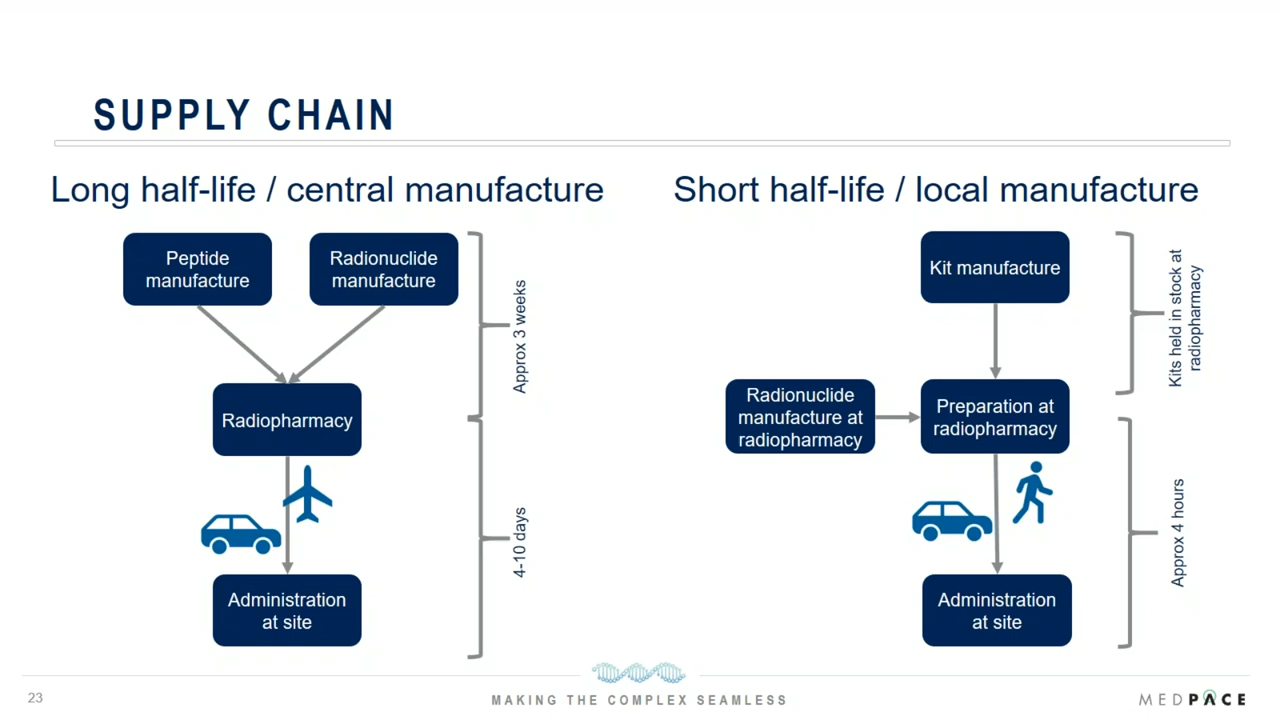 SUPPLY CHAIN
Long half-life / central manufacture
Peptide
manufacture
Radionuclide
manufacture
Approx 3 weeks
Radiopharmacy
4-10 days
Administration
at site
Short half-life / local manufacture
Kit manufacture
Kits held in stock at
radiopharmacy
Radionuclide
manufacture at
radiopharmacy
Preparation at
radiopharmacy
Approx 4 hours
Administration
at site
23
MAKING THE COMPLEX SEAMLESS
MEDPACE